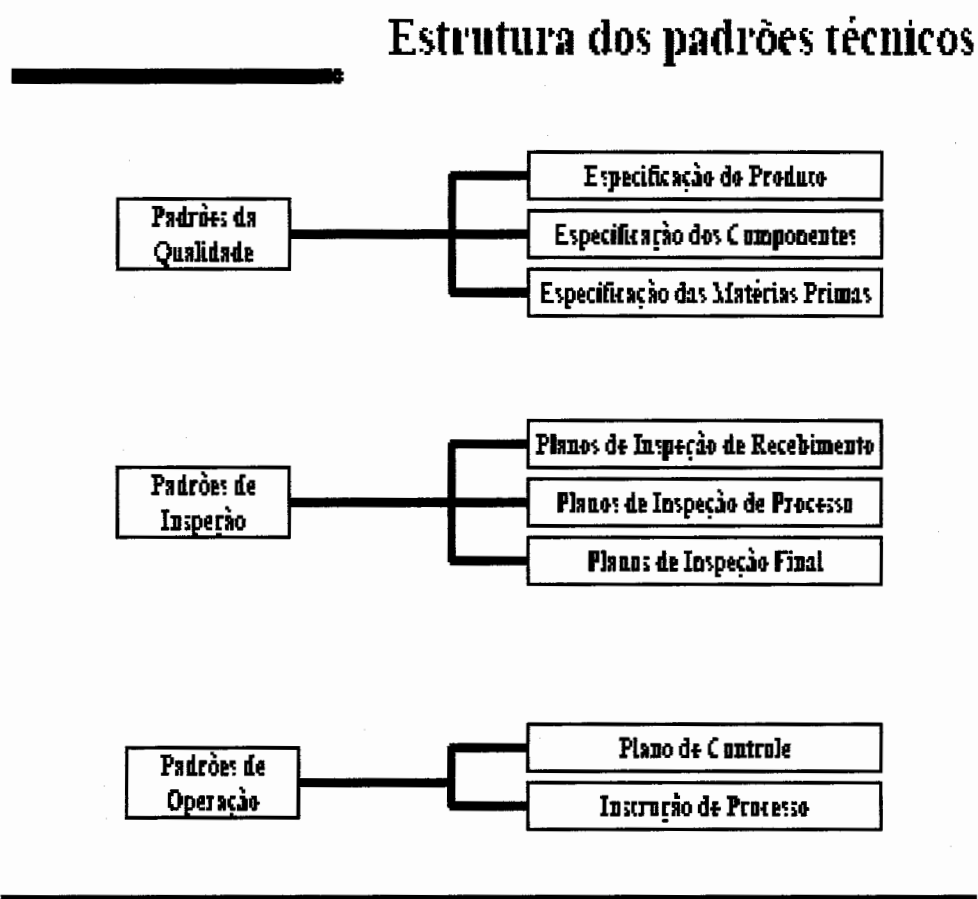 Estrutura dos padrões técnicos
Padrões da
Qualidade
Especificação do Produto
Especificação dos Componentes
Especificação das Matérias Primas
Padrões de
Inspeção
Planos de Inspeção de Recebimento
Planos de Inspeção de Processo
Planos de Inspeção Final
Padrões de
Operação
Plano de Controle
Instrução de Processo